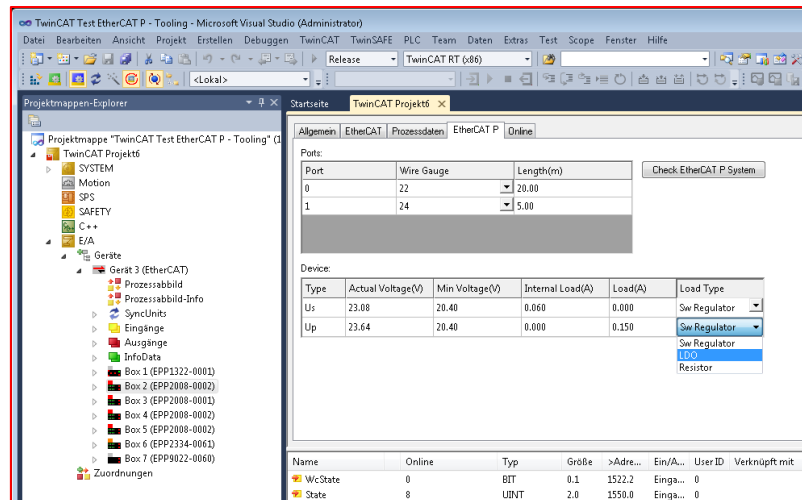 TwinCAT Test EtherCAT P - Tooling - Microsoft Visual Studio (Administrator)
Datei Bearbeiten Ansicht Projekt Erstellen Debuggen TwinCAT TwinSAFE PLC Team Daten Extras Test Scope Fenster Hilfe
Release TwinCAT RT (x86)
<Lokal>
Projektmappen-Explorer
Startseite TwinCAT Projekt6
Projektmappe "TwinCAT Test EtherCAT P - Tooling" (1
TwinCAT Projekt6
SYSTEM
Motion
SPS
SAFETY
C++
E/A
Geräte
Gerät 3 (EtherCAT)
Prozessabbild
Prozessabbild-Info
SyncUnits
Eingänge
Ausgänge
InfoData
Box 1 (EPP1322-0001)
Box 2 (EPP2008-0002)
Box 3 (EPP2008-0001)
Box 4 (EPP2008-0002)
Box 5 (EPP2008-0002)
Box 6 (EPP2334-0061)
Box 7 (EPP9022-0060)
Zuordnungen
Allgemein EtherCAT Prozessdaten EtherCAT P Online
Ports:
Port Wire Gauge Length(m)
0 22 20.00
1 24 5.00
Check EtherCAT P System
Device:
Type Actual Voltage(V) Min Voltage(V) Internal Load(A) Load(A) Load Type
Us 23.08 20.40 0.060 0.000 Sw Regulator
Up 23.64 20.40 0.000 0.150 Sw Regulator
Sw Regulator
LDO
Resistor
Name Online Typ Größe >Adre... Ein/A... User ID Verknüpft mit
WcState 0 BIT 0.1 1522.2 Einga... 0
State 8 UINT 2.0 1550.0 Einga... 0